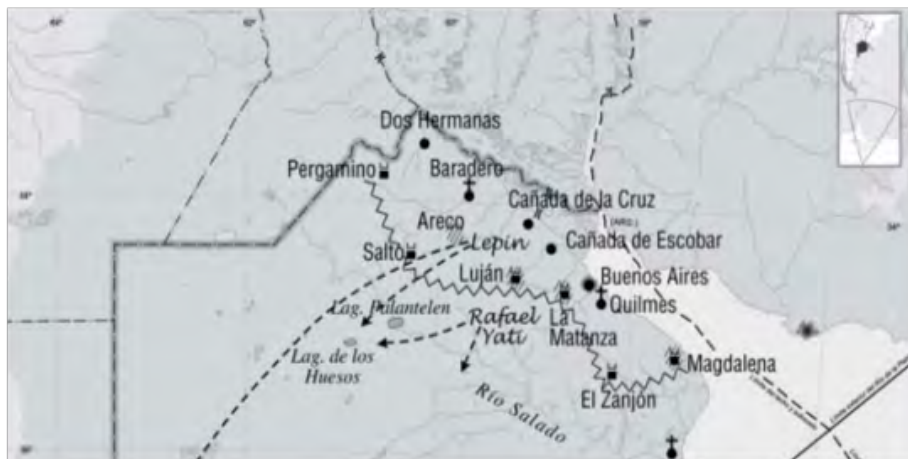 Dos Hermanas
Pergamino
Baradero
Cañada de la Cruz
Areco
Lepin
Cañada de Escobar
Salto
Luján
Buenos Aires
Quilmes
Lag. Palantelen
Rafael
Yati
La
Matanza
Lag. de los
Huesos
Magdalena
El Zanjón
Río Salado